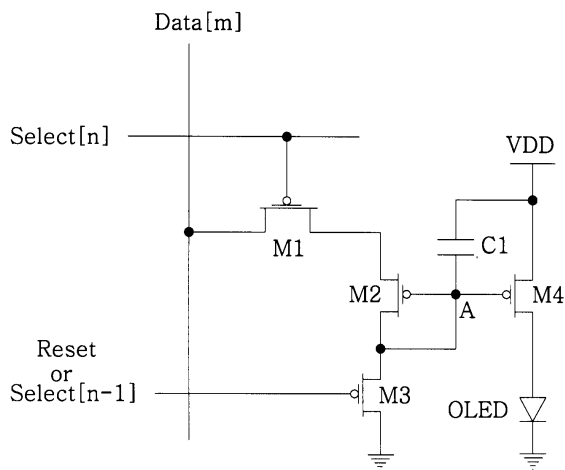 Data[m]
Select[n]
VDD
M1
C1
M2
A
M4
Reset
or
Select[n-1]
M3
OLED